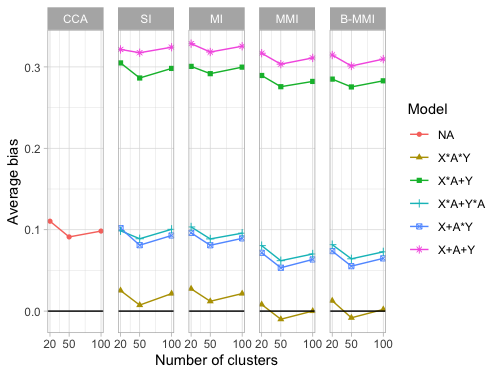 CCA SI MI MMI B-MMI
Average bias
0.3
0.2
0.1
0.0
20 50 100 20 50 100 20 50 100 20 50 100 20 50 100
Number of clusters
Model
NA
X*A*Y
X*A+Y
X*A+Y*A
X+A*Y
X+A+Y